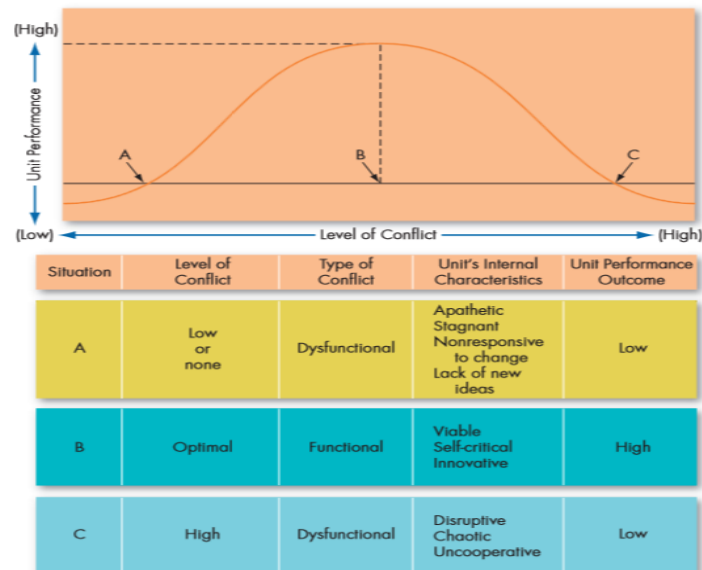 (High)
Unit Performance
A
B
C
(Low)
Level of Conflict
(High)
Situation
Level of
Conflict
Type of
Conflict
Unit's Internal
Characteristics
Unit Performance
Outcome
A
Low
or
none
Dysfunctional
Apathetic
Stagnant
Nonresponsive
to change
Lack of new
ideas
Low
B
Optimal
Functional
Viable
Self-critical
Innovative
High
C
High
Dysfunctional
Disruptive
Chaotic
Uncooperative
Low